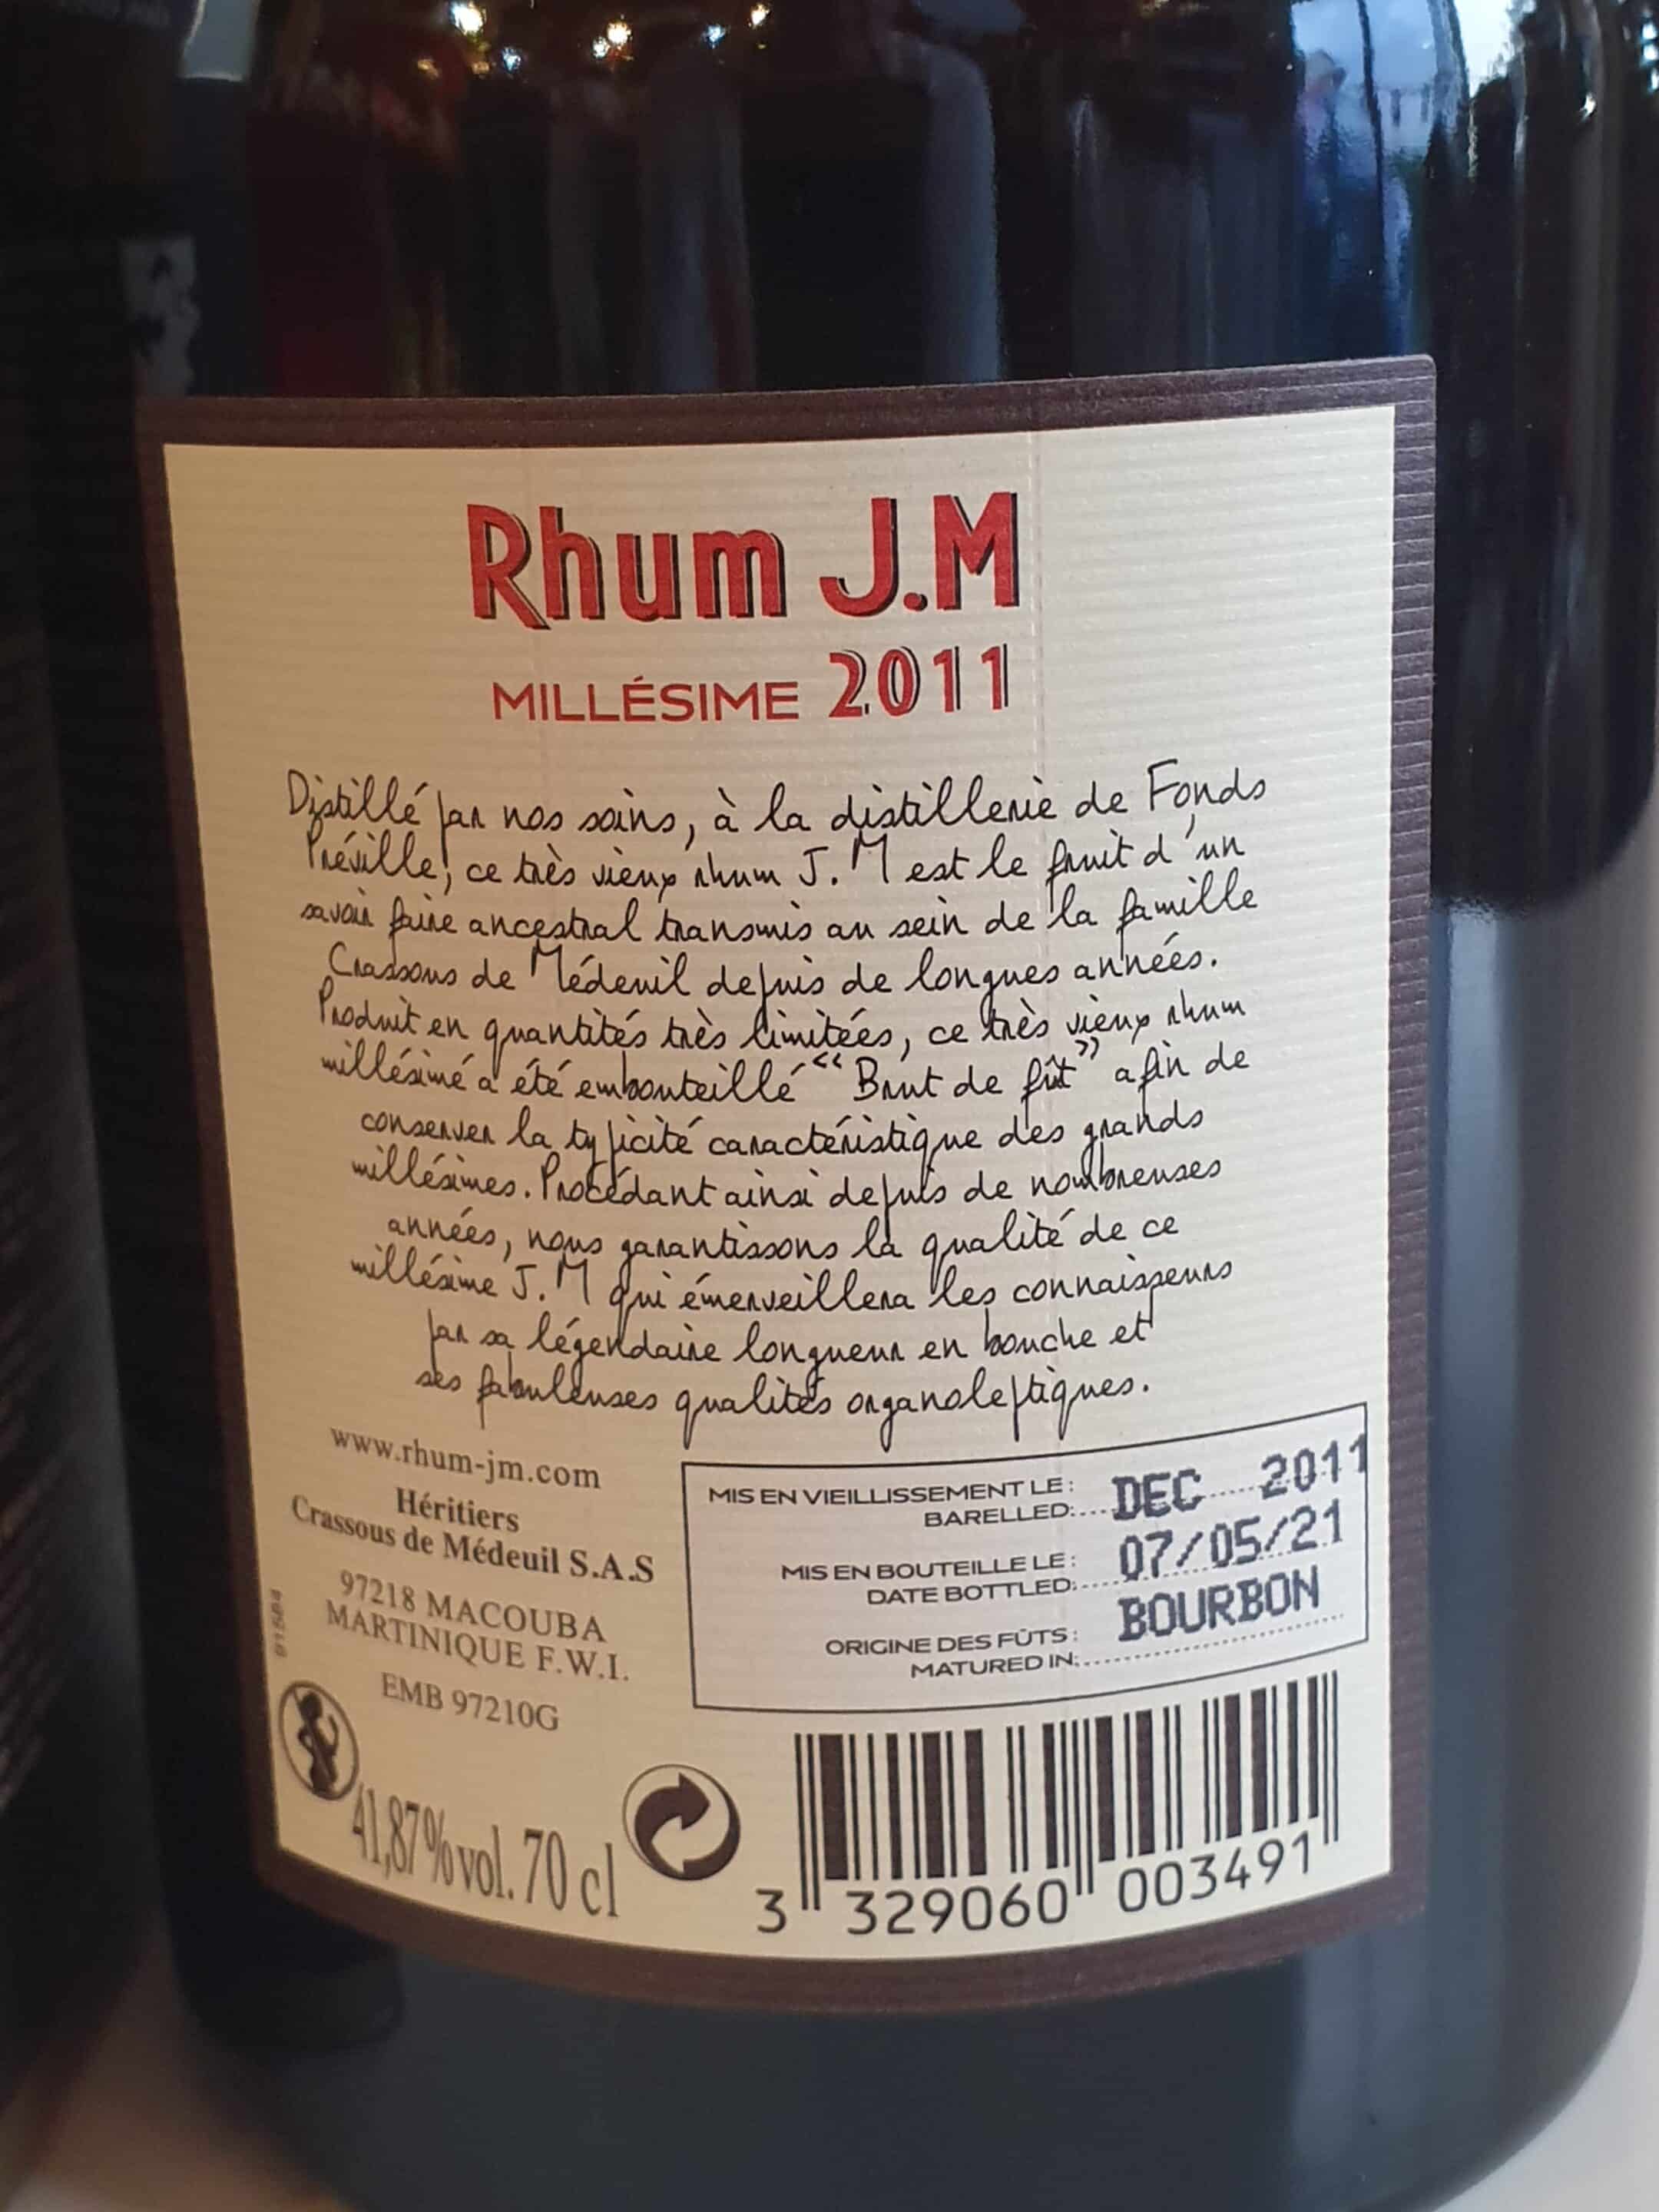 Rhum J.M
MILLÉSIME 2011
Distillé par nos soins, à la distillerie de Fonds
Préville, ce très vieux rhum J.M est le fruit d'un
savoir faire ancestral transmis au sein de la famille
Crassous de Médeuil depuis de longues années.
Produit en quantités très limitées, ce très vieux rhum
millésimé a été embouteillé “Brut de fût” afin de
conserver la typicité caractéristique des grands
millésimes. Procédant ainsi depuis de nombreuses
années, nous garantissons la qualité de ce
millésime J.M qui émerveillera les connaisseurs
par sa légendaire longueur en bouche et
ses fabuleuses qualités organoleptiques.
www.rhum-jm.com
Héritiers
Crassous de Médeuil S.A.S
97218 MACOUBA
MARTINIQUE F.W.I.
EMB 97210G
MIS EN VIEILLISSEMENT LE: DEC 2011
BARELLED:
MIS EN BOUTEILLE LE: 07/05/21
DATE BOTTLED:
ORIGINE DES FÛTS: BOURBON
MATURED IN:
41,87%vol. 70 cl
3 329060 003491